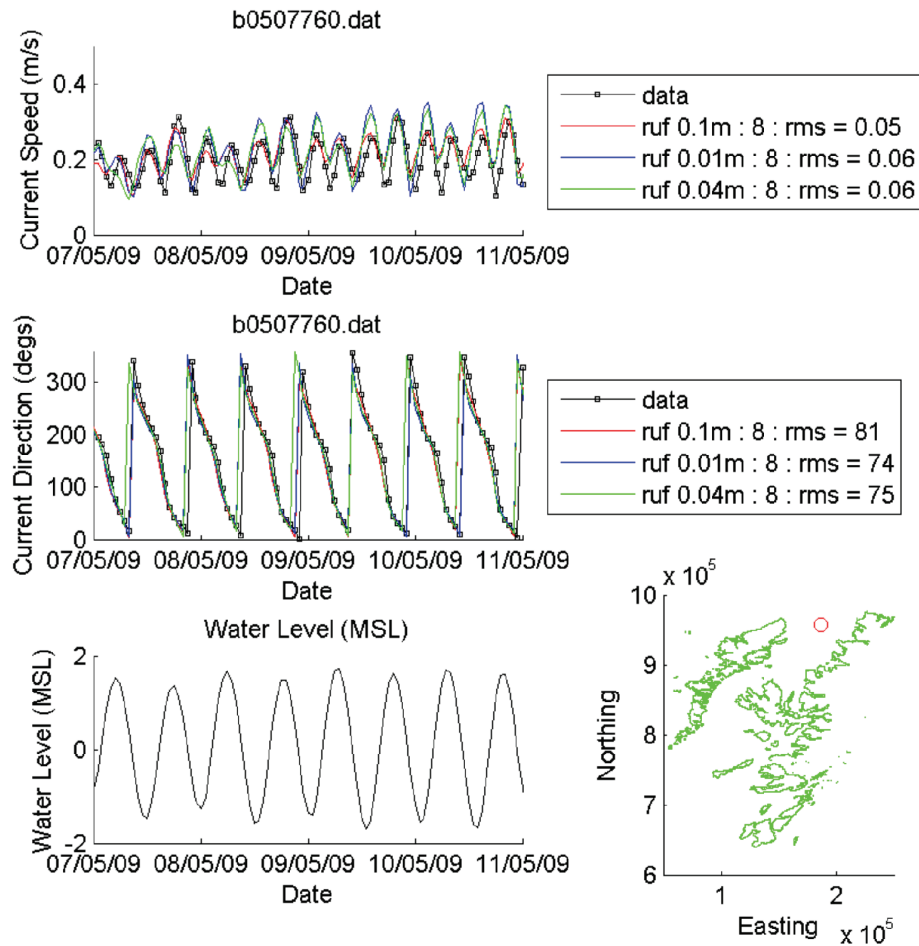 b0507760.dat
Current Speed (m/s)
0.4
0.2
0
07/05/09 08/05/09 09/05/09 10/05/09 11/05/09
Date
data
ruf 0.1m : 8 : rms = 0.05
ruf 0.01m : 8 : rms = 0.06
ruf 0.04m : 8 : rms = 0.06
b0507760.dat
Current Direction (degs)
300
200
100
0
07/05/09 08/05/09 09/05/09 10/05/09 11/05/09
Date
data
ruf 0.1m : 8 : rms = 81
ruf 0.01m : 8 : rms = 74
ruf 0.04m : 8 : rms = 75
Water Level (MSL)
Water Level (MSL)
2
0
-2
07/05/09 08/05/09 09/05/09 10/05/09 11/05/09
Date
x 10^5
Northing
10
9
8
7
6
1 2
Easting
x 10^5